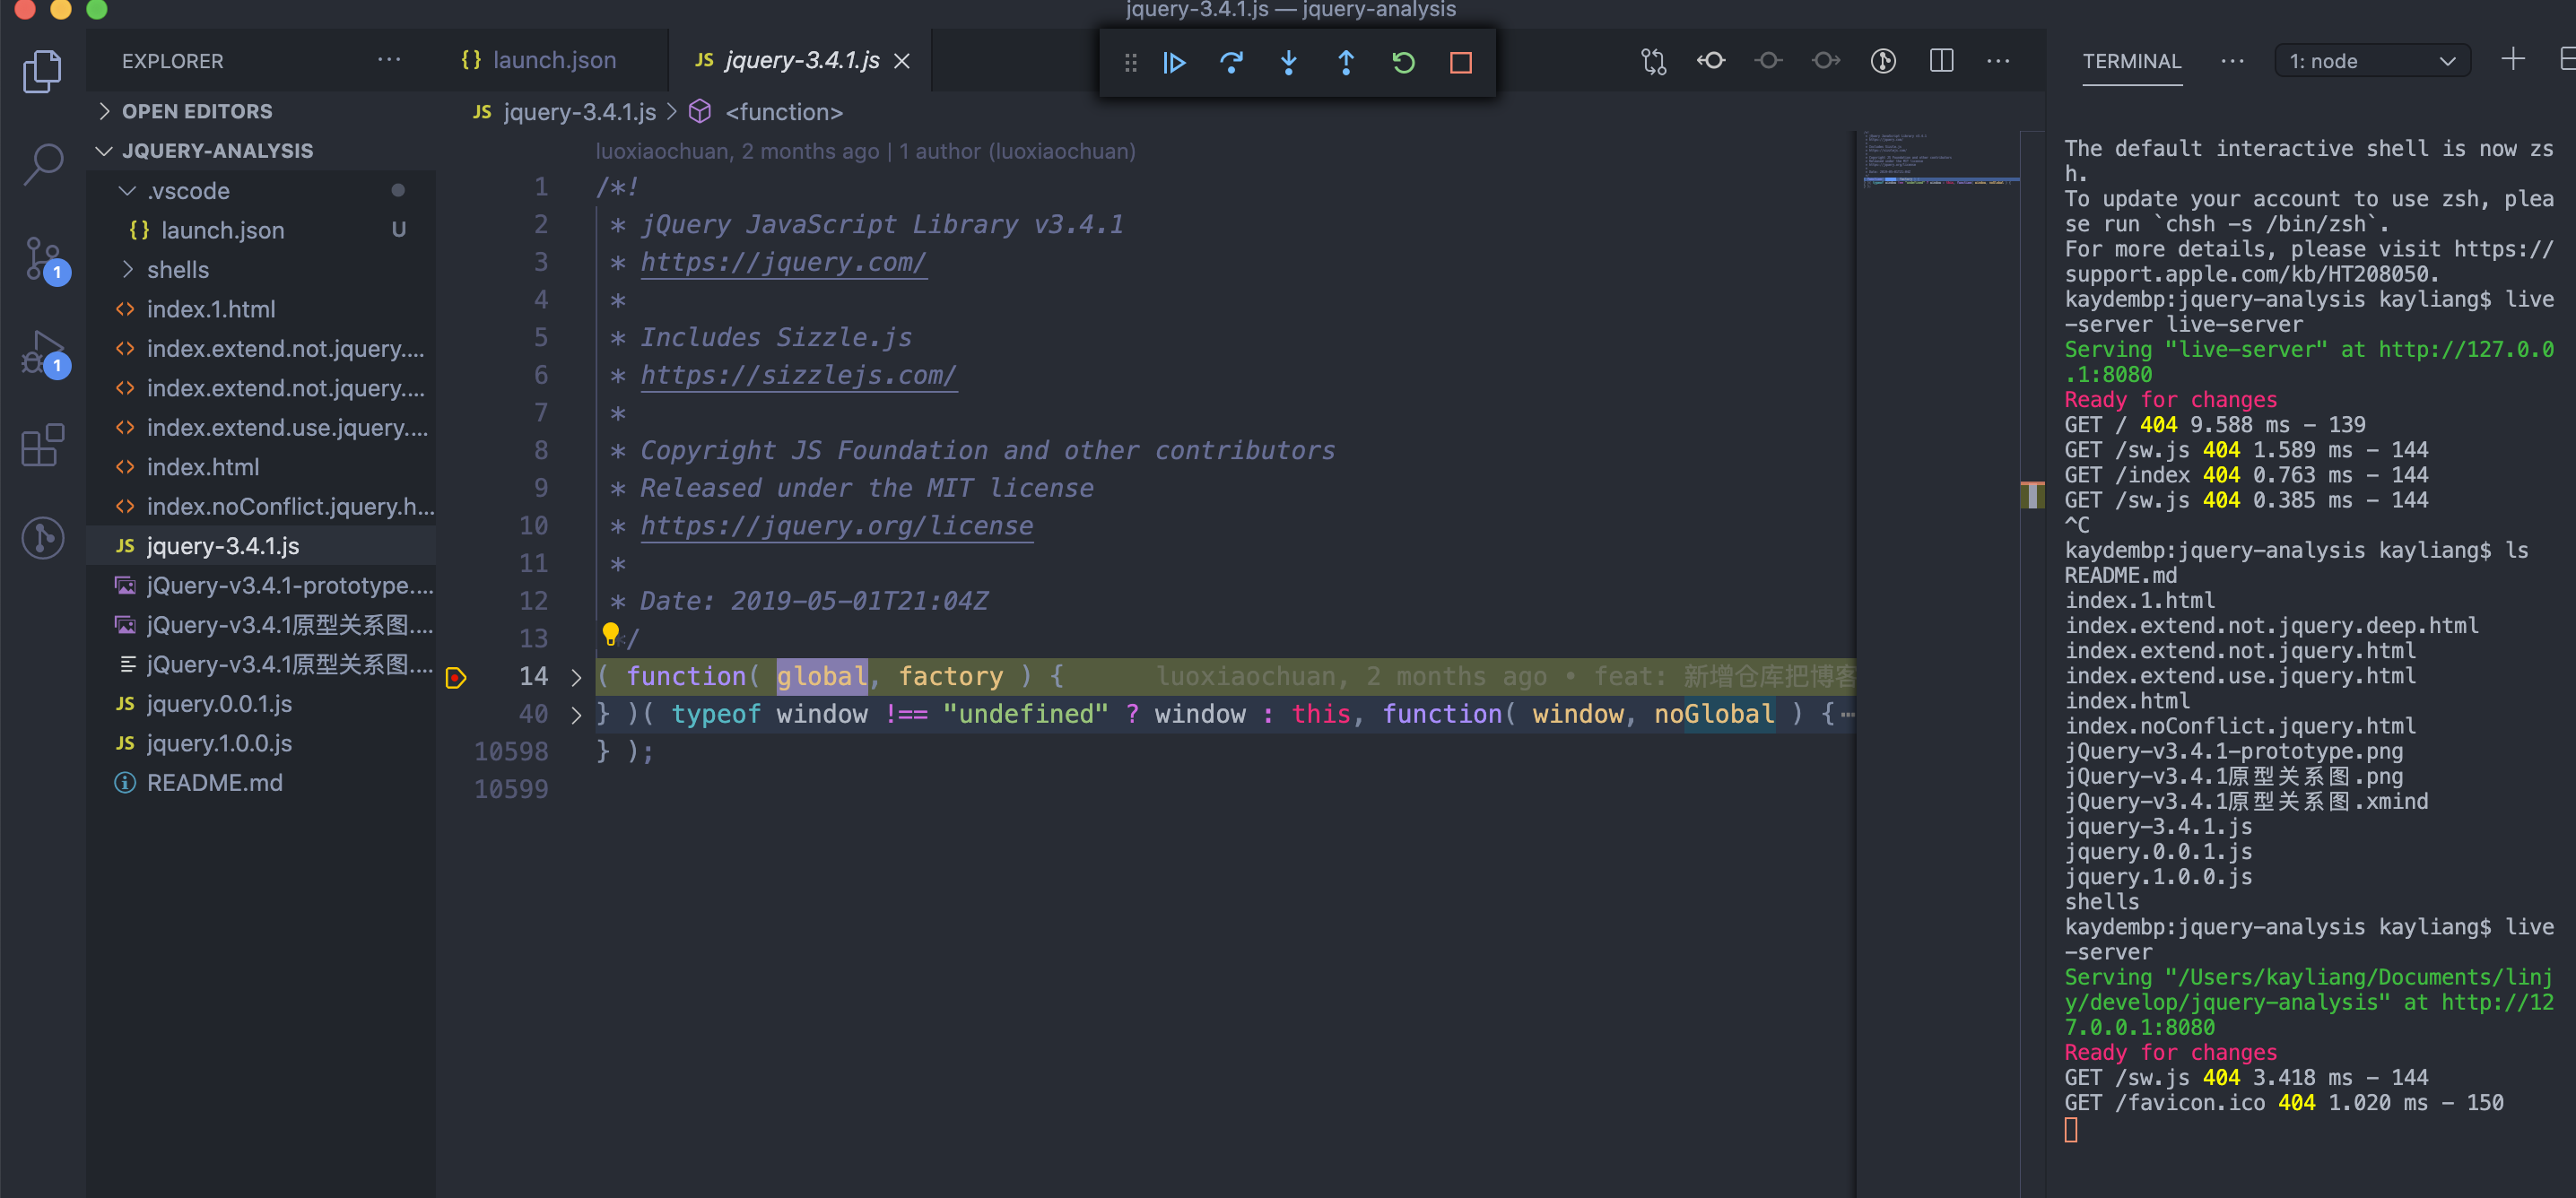 jquery-3.4.1.js — jquery-analysis
EXPLORER
launch.json
JS jquery-3.4.1.js
TERMINAL
1: node
OPEN EDITORS
JS jquery-3.4.1.js > <function>
JQUERY-ANALYSIS
.vscode
{} launch.json U
shells
index.1.html
index.extend.not.jquery....
index.extend.not.jquery....
index.extend.use.jquery....
index.html
index.noConflict.jquery.h...
JS jquery-3.4.1.js
jQuery-v3.4.1-prototype....
jQuery-v3.4.1原型关系图....
jQuery-v3.4.1原型关系图....
JS jquery.0.0.1.js
JS jquery.1.0.0.js
README.md
1
1
luoxiaochuan, 2 months ago | 1 author (luoxiaochuan)
1 /*!
2 * jQuery JavaScript Library v3.4.1
3 * https://jquery.com/
4 *
5 * Includes Sizzle.js
6 * https://sizzlejs.com/
7 *
8 * Copyright JS Foundation and other contributors
9 * Released under the MIT license
10 * https://jquery.org/license
11 *
12 * Date: 2019-05-01T21:04Z
13 */
14 ( function( global, factory ) { luoxiaochuan, 2 months ago • feat: 新增仓库把博客
40 } )( typeof window !== "undefined" ? window : this, function( window, noGlobal ) {…
10598 } );
10599
The default interactive shell is now zs
h.
To update your account to use zsh, plea
se run `chsh -s /bin/zsh`.
For more details, please visit https://
support.apple.com/kb/HT208050.
kaydembp:jquery-analysis kayliang$ live
-server live-server
Serving "live-server" at http://127.0.0
.1:8080
Ready for changes
GET / 404 9.588 ms - 139
GET /sw.js 404 1.589 ms - 144
GET /index 404 0.763 ms - 144
GET /sw.js 404 0.385 ms - 144
^C
kaydembp:jquery-analysis kayliang$ ls
README.md
index.1.html
index.extend.not.jquery.deep.html
index.extend.not.jquery.html
index.extend.use.jquery.html
index.html
index.noConflict.jquery.html
jQuery-v3.4.1-prototype.png
jQuery-v3.4.1原型关系图.png
jQuery-v3.4.1原型关系图.xmind
jquery-3.4.1.js
jquery.0.0.1.js
jquery.1.0.0.js
shells
kaydembp:jquery-analysis kayliang$ live
-server
Serving "/Users/kayliang/Documents/linj
y/develop/jquery-analysis" at http://12
7.0.0.1:8080
Ready for changes
GET /sw.js 404 3.418 ms - 144
GET /favicon.ico 404 1.020 ms - 150